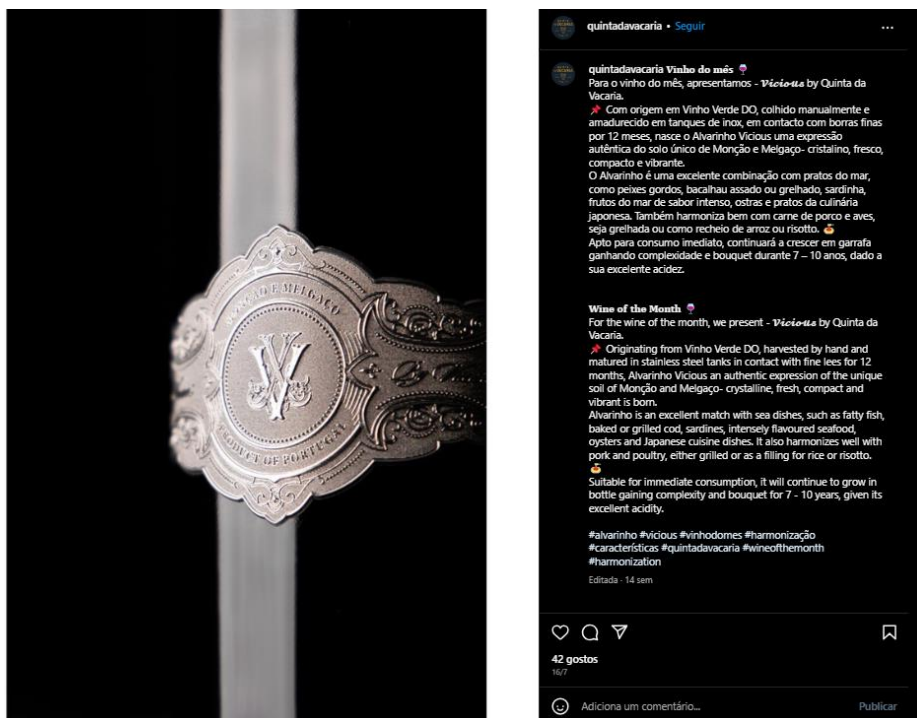 MONÇÃO E MELGAÇO
PRODUCT OF PORTUGAL
quintadavacaria • Seguir
quintadavacaria Vinho do mês 🍷
Para o vinho do mês, apresentamos - 𝓥𝓲𝓬𝓲𝓸𝓾𝓼 by Quinta da
Vacaria.
📌 Com origem em Vinho Verde DO, colhido manualmente e
amadurecido em tanques de inox, em contacto com borras finas
por 12 meses, nasce o Alvarinho Vicious uma expressão
autêntica do solo único de Monção e Melgaço- cristalino, fresco,
compacto e vibrante.
O Alvarinho é uma excelente combinação com pratos do mar,
como peixes gordos, bacalhau assado ou grelhado, sardinha,
frutos do mar de sabor intenso, ostras e pratos da culinária
japonesa. Também harmoniza bem com carne de porco e aves,
seja grelhada ou como recheio de arroz ou risotto. 🍝
Apto para consumo imediato, continuará a crescer em garrafa
ganhando complexidade e bouquet durante 7 – 10 anos, dado a
sua excelente acidez.
Wine of the Month 🍷
For the wine of the month, we present - 𝓥𝓲𝓬𝓲𝓸𝓾𝓼 by Quinta da
Vacaria.
📌 Originating from Vinho Verde DO, harvested by hand and
matured in stainless steel tanks in contact with fine lees for 12
months, Alvarinho Vicious an authentic expression of the unique
soil of Monção and Melgaço- crystalline, fresh, compact and
vibrant is born.
Alvarinho is an excellent match with sea dishes, such as fatty fish,
baked or grilled cod, sardines, intensely flavoured seafood,
oysters and Japanese cuisine dishes. It also harmonizes well with
pork and poultry, either grilled or as a filling for rice or risotto.
🍝
Suitable for immediate consumption, it will continue to grow in
bottle gaining complexity and bouquet for 7 - 10 years, given its
excellent acidity.
#alvarinho #vicious #vinhodomes #harmonização
#características #quintadavacaria #wineofthemonth
#harmonization
Editada · 14 sem
42 gostos
16/7
Adiciona um comentário...
Publicar